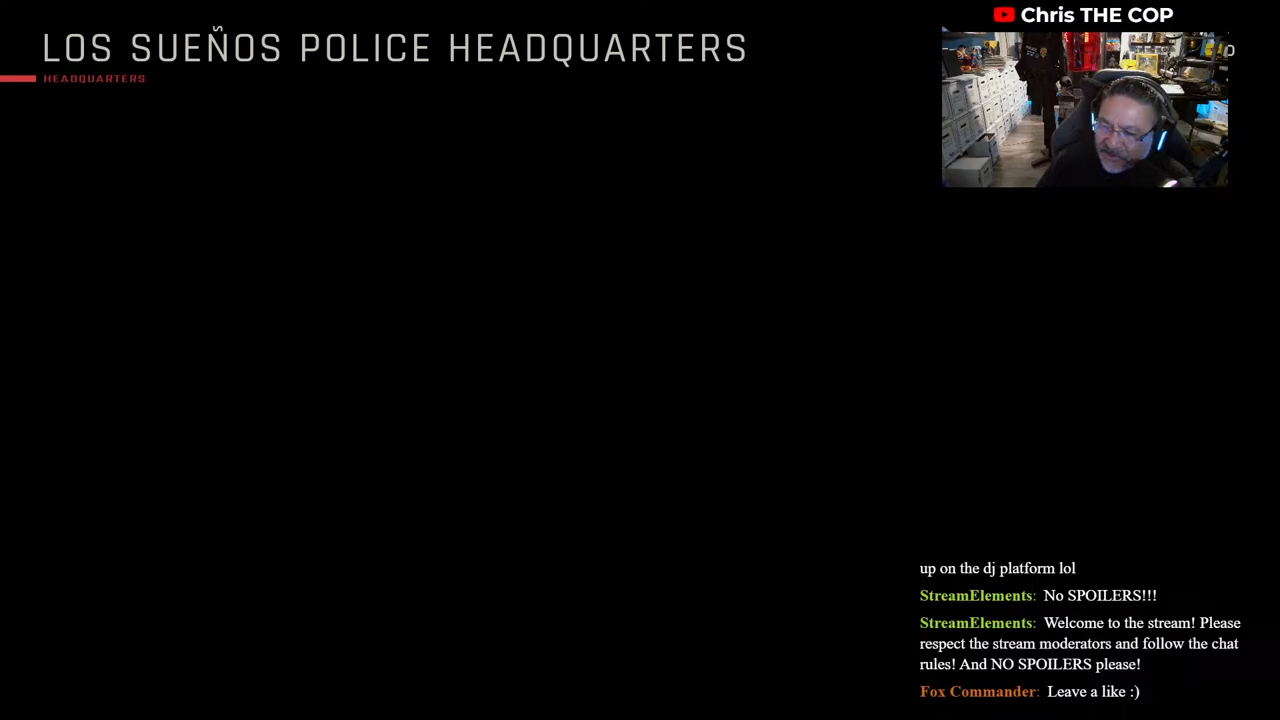 Chris THE COP
LOS SUEÑOS POLICE HEADQUARTERS
HEADQUARTERS
up on the dj platform lol
StreamElements: No SPOILERS!!!
StreamElements: Welcome to the stream! Please
respect the stream moderators and follow the chat
rules! And NO SPOILERS please!
Fox Commander: Leave a like :)